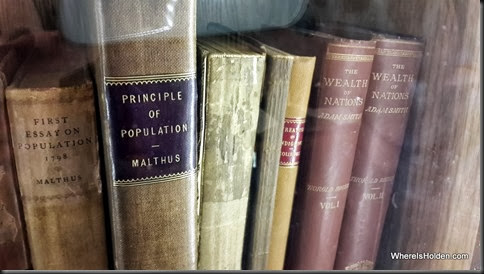 FIRST
ESSAY ON
POPULATION
1798
MALTHUS
PRINCIPLE
OF
POPULATION
MALTHUS
THE
WEALTH
OF
NATIONS
ADAM SMITH
VOL. I
THE
WEALTH
OF
NATIONS
ADAM SMITH
VOL. II
WhereIsHolden.com